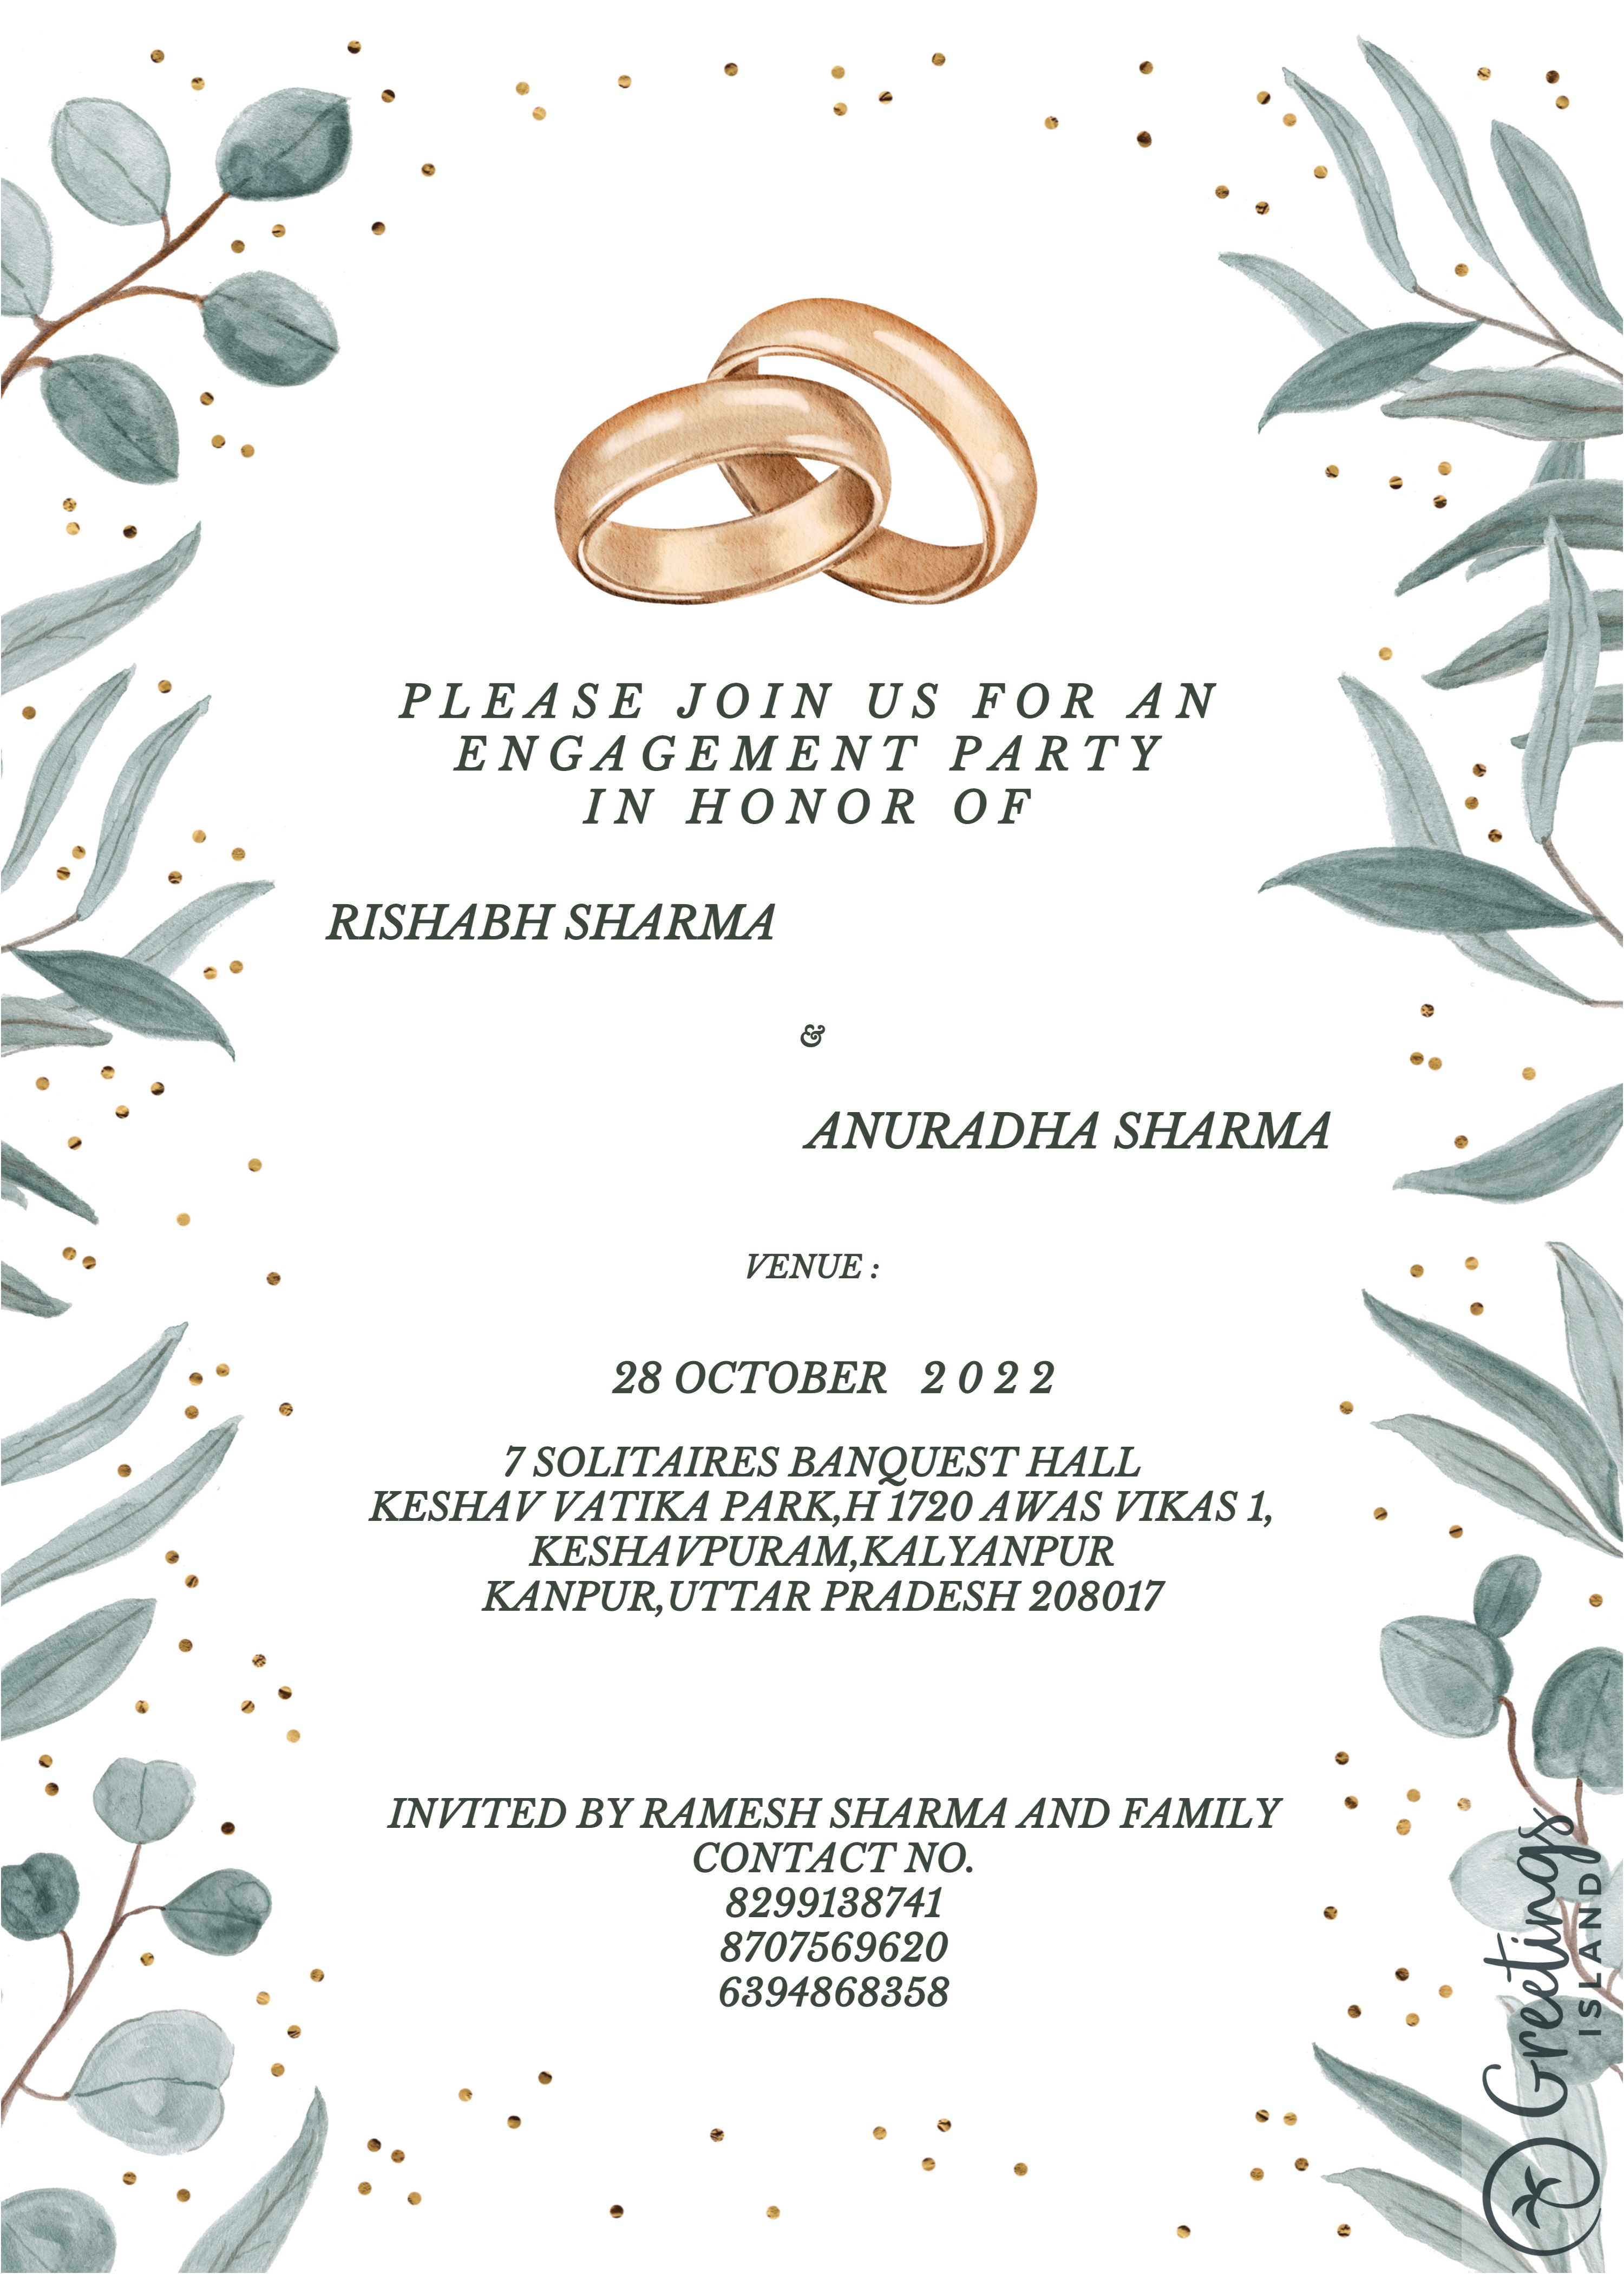 PLEASE JOIN US FOR AN
ENGAGEMENT PARTY
IN HONOR OF
RISHABH SHARMA
&
ANURADHA SHARMA
VENUE :
28 OCTOBER 2022
7 SOLITAIRES BANQUEST HALL
KESHAV VATIKA PARK,H 1720 AWAS VIKAS 1,
KESHAVPURAM,KALYANPUR
KANPUR,UTTAR PRADESH 208017
INVITED BY RAMESH SHARMA AND FAMILY
CONTACT NO.
8299138741
8707569620
6394868358
Greetings
ISLAND